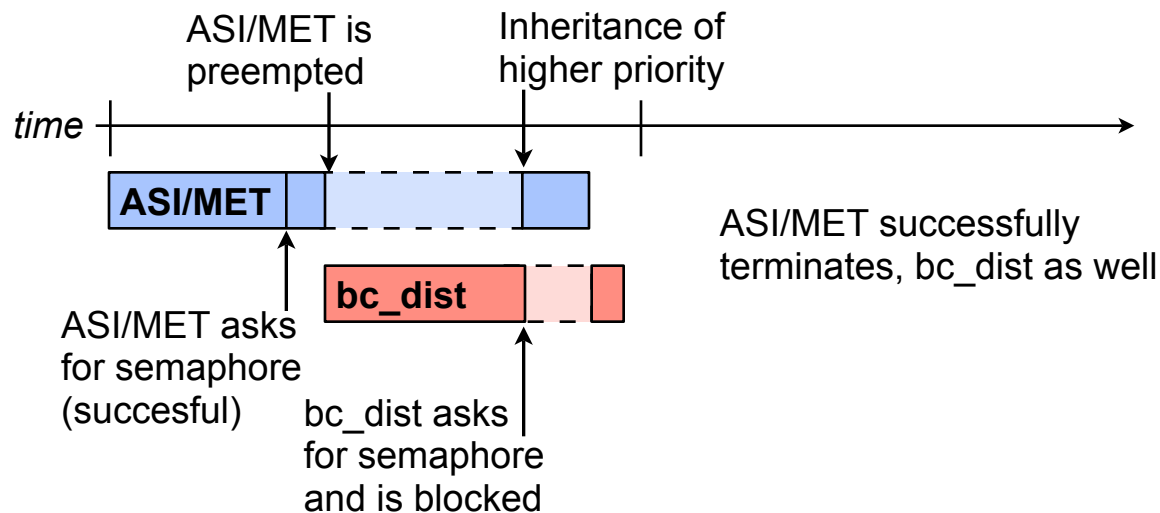 ASI/MET is
preempted
Inheritance of
higher priority
time
ASI/MET
bc_dist
ASI/MET successfully
terminates, bc_dist as well
ASI/MET asks
for semaphore
(succesful)
bc_dist asks
for semaphore
and is blocked